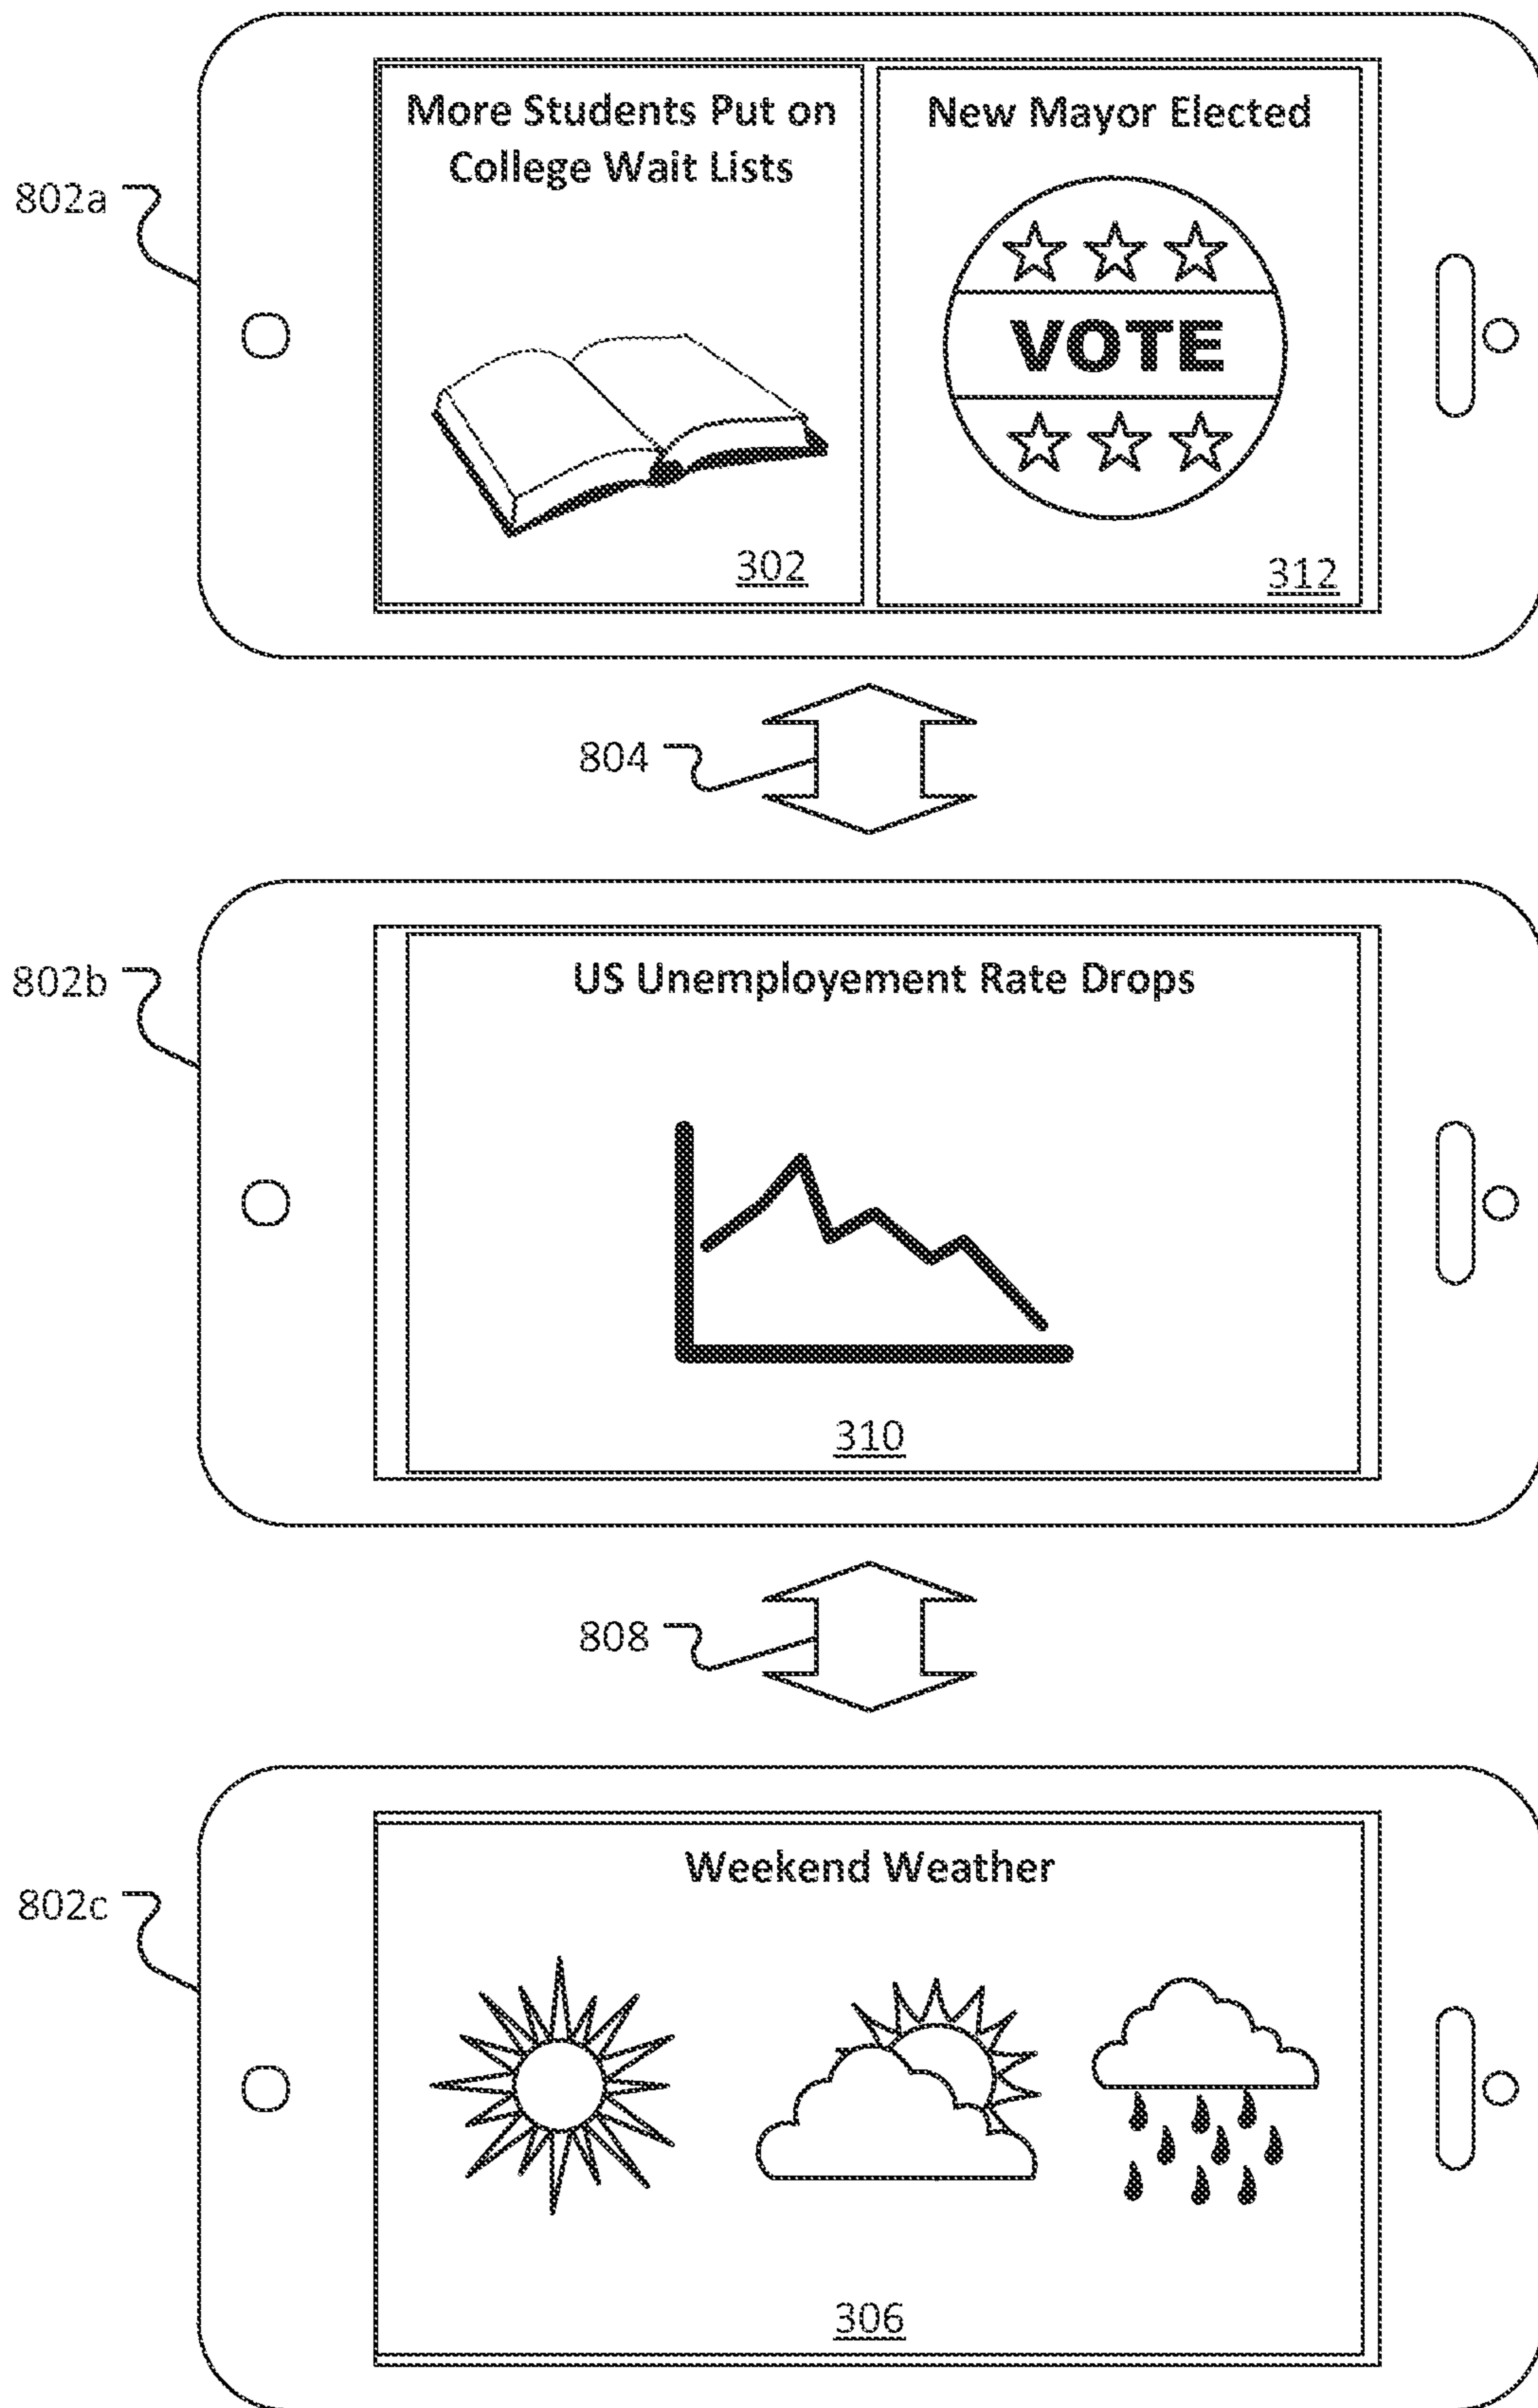 More Students Put on
College Wait Lists
New Mayor Elected
802a
VOTE
302
312
804
802b
US Unemployement Rate Drops
310
808
Weekend Weather
802c
306